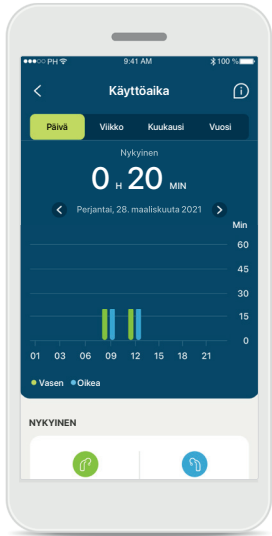 PH 9:41 AM 100 %
Käyttöaika
Päivä Viikko Kuukausi Vuosi
Nykyinen
0 H 20 MIN
Perjantai, 28. maaliskuuta 2021
Min
60
45
30
15
0
01 03 06 09 12 15 18 21
Vasen Oikea
NYKYINEN